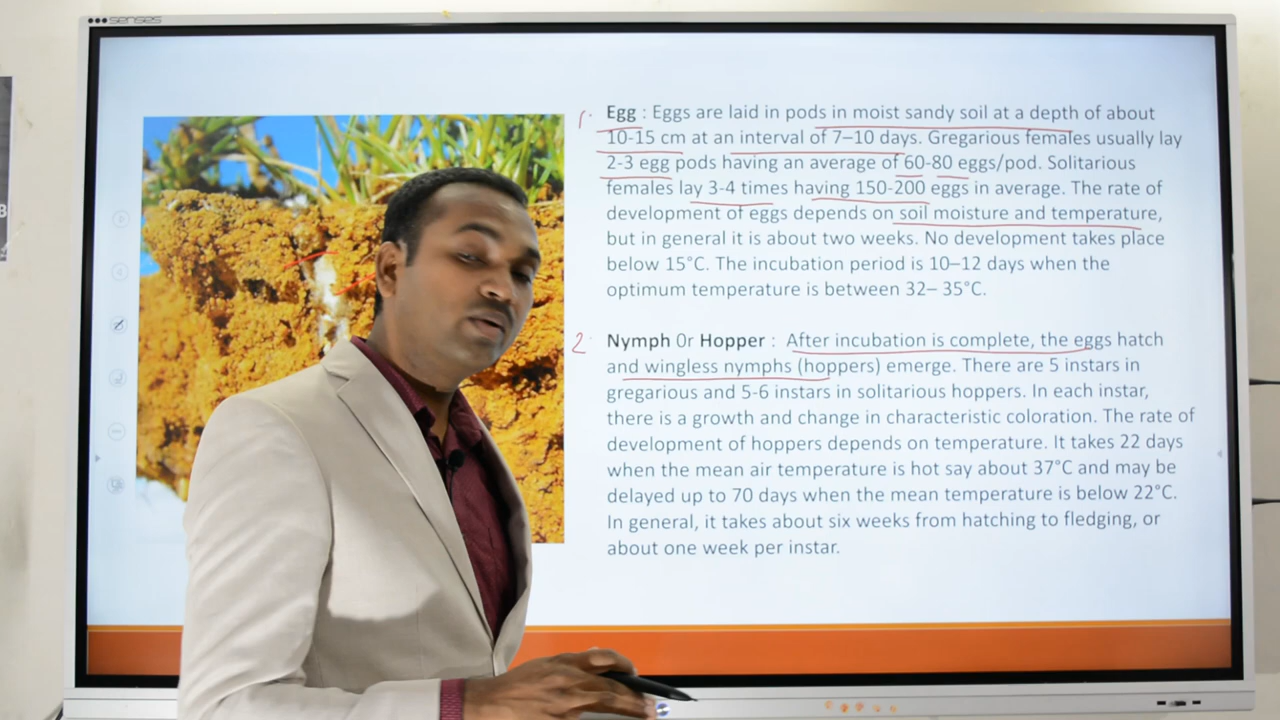 senses
B
1.
Egg : Eggs are laid in pods in moist sandy soil at a depth of about
10-15 cm at an interval of 7–10 days. Gregarious females usually lay
2-3 egg pods having an average of 60-80 eggs/pod. Solitarious
females lay 3-4 times having 150-200 eggs in average. The rate of
development of eggs depends on soil moisture and temperature,
but in general it is about two weeks. No development takes place
below 15°C. The incubation period is 10–12 days when the
optimum temperature is between 32– 35°C.
2
Nymph Or Hopper : After incubation is complete, the eggs hatch
and wingless nymphs (hoppers) emerge. There are 5 instars in
gregarious and 5-6 instars in solitarious hoppers. In each instar,
there is a growth and change in characteristic coloration. The rate of
development of hoppers depends on temperature. It takes 22 days
when the mean air temperature is hot say about 37°C and may be
delayed up to 70 days when the mean temperature is below 22°C.
In general, it takes about six weeks from hatching to fledging, or
about one week per instar.